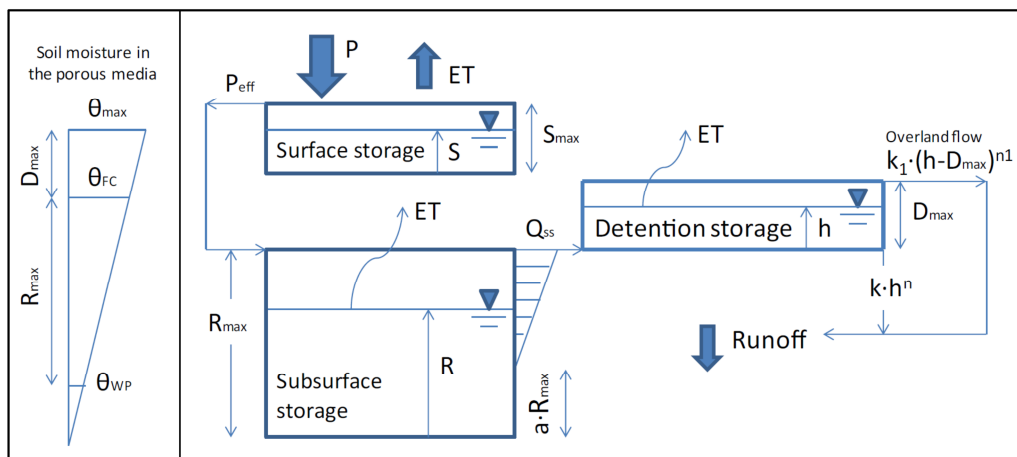 Soil moisture in
the porous media
θmax
Dmax
θFC
Rmax
θWP
P
ET
Peff
Surface storage
S
Smax
ET
Overland flow
k₁·(h-Dmax)ⁿ¹
ET
Qss
Detention storage
h
Dmax
k·hⁿ
Rmax
R
Subsurface
storage
a·Rmax
Runoff